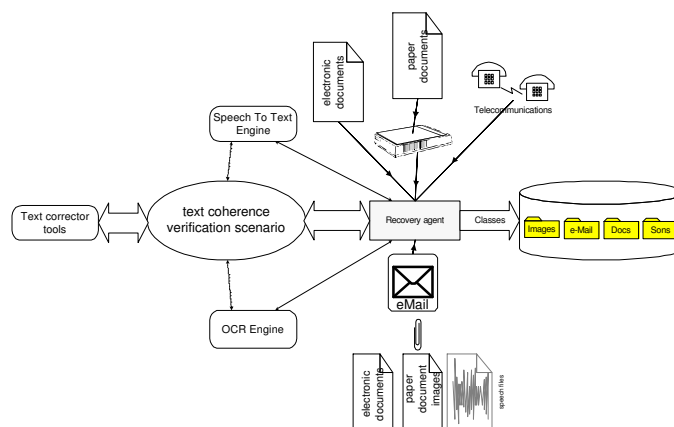 electronic
documents
paper
documents
Telecommunications
Speech To Text
Engine
Text corrector
tools
text coherence
verification scenario
Recovery agent
Classes
Images
e-Mail
Docs
Sons
eMail
OCR Engine
electronic
documents
paper
document
images
speech files